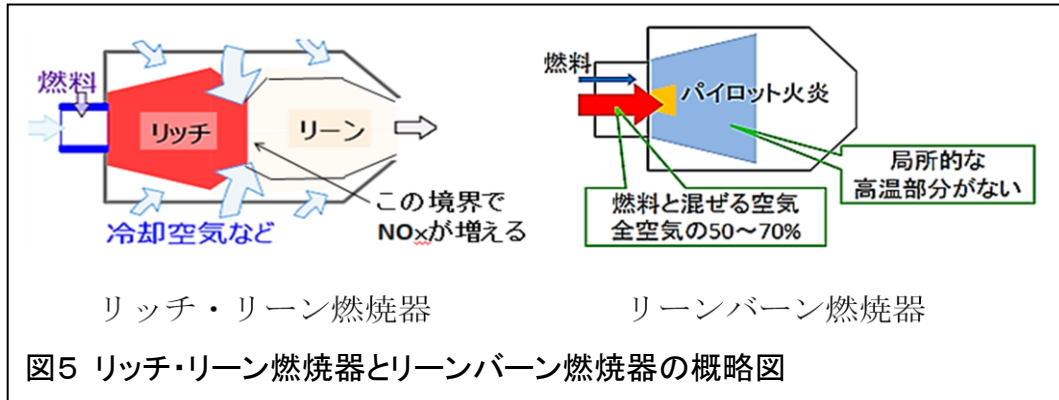 燃料
リッチ
リーン
この境界で
NOxが増える
冷却空気など
リッチ・リーン燃焼器
燃料
パイロット火炎
局所的な
高温部分がない
燃料と混ぜる空気
全空気の50～70%
リーンバーン燃焼器
図5 リッチ・リーン燃焼器とリーンバーン燃焼器の概略図